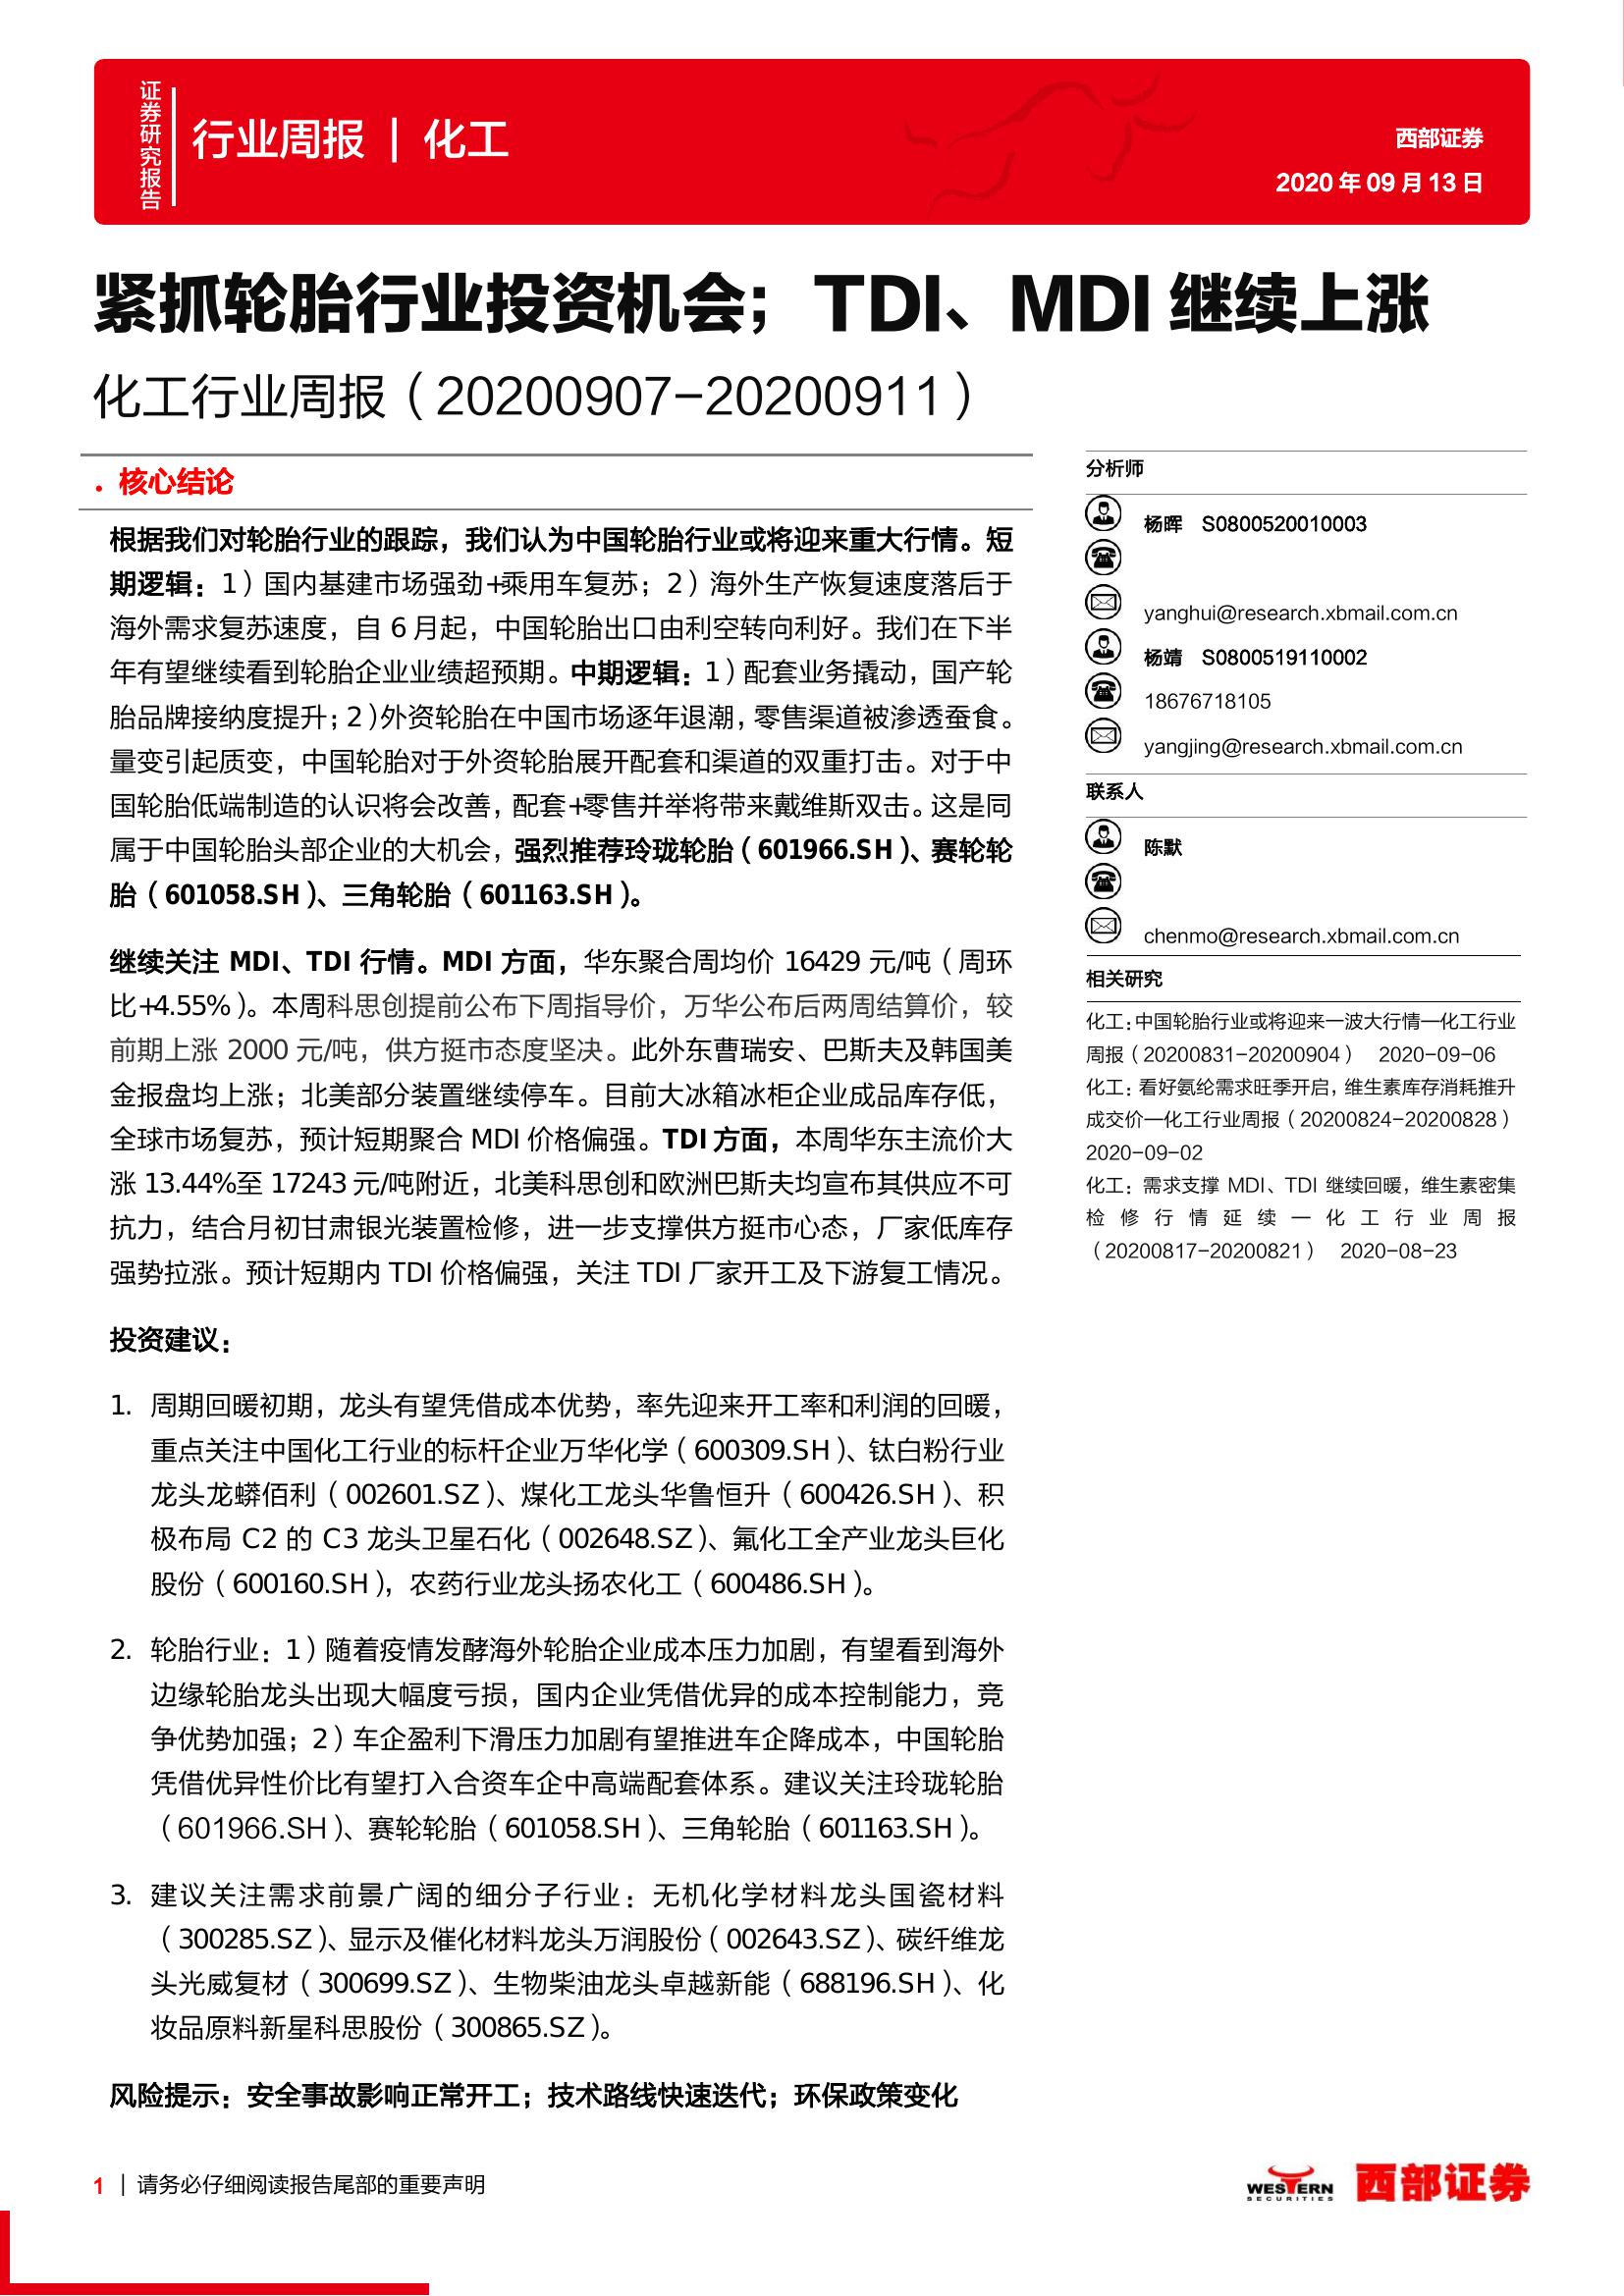 证券研究报告
行业周报 | 化工
西部证券
2020 年 09 月 13 日
紧抓轮胎行业投资机会；TDI、MDI 继续上涨
化工行业周报（20200907-20200911）
核心结论
根据我们对轮胎行业的跟踪，我们认为中国轮胎行业或将迎来重大行情。短
期逻辑：1）国内基建市场强劲+乘用车复苏；2）海外生产恢复速度落后于
海外需求复苏速度，自 6 月起，中国轮胎出口由利空转向利好。我们在下半
年有望继续看到轮胎企业业绩超预期。中期逻辑：1）配套业务撬动，国产轮
胎品牌接纳度提升；2）外资轮胎在中国市场逐年退潮，零售渠道被渗透蚕食。
量变引起质变，中国轮胎对于外资轮胎展开配套和渠道的双重打击。对于中
国轮胎低端制造的认识将会改善，配套+零售并举将带来戴维斯双击。这是同
属于中国轮胎头部企业的大机会，强烈推荐玲珑轮胎（601966.SH）、赛轮轮
胎（601058.SH）、三角轮胎（601163.SH）。
继续关注 MDI、TDI 行情。MDI 方面，华东聚合周均价 16429 元/吨（周环
比+4.55%）。本周科思创提前公布下周指导价，万华公布后两周结算价，较
前期上涨 2000 元/吨，供方挺市态度坚决。此外东曹瑞安、巴斯夫及韩国美
金报盘均上涨；北美部分装置继续停车。目前大冰箱冰柜企业成品库存低，
全球市场复苏，预计短期聚合 MDI 价格偏强。TDI 方面，本周华东主流价大
涨 13.44%至 17243 元/吨附近，北美科思创和欧洲巴斯夫均宣布其供应不可
抗力，结合月初甘肃银光装置检修，进一步支撑供方挺市心态，厂家低库存
强势拉涨。预计短期内 TDI 价格偏强，关注 TDI 厂家开工及下游复工情况。
投资建议：
1. 周期回暖初期，龙头有望凭借成本优势，率先迎来开工率和利润的回暖，
重点关注中国化工行业的标杆企业万华化学（600309.SH）、钛白粉行业
龙头龙蟒佰利（002601.SZ）、煤化工龙头华鲁恒升（600426.SH）、积
极布局 C2 的 C3 龙头卫星石化（002648.SZ）、氟化工全产业龙头巨化
股份（600160.SH），农药行业龙头扬农化工（600486.SH）。
2. 轮胎行业：1）随着疫情发酵海外轮胎企业成本压力加剧，有望看到海外
边缘轮胎龙头出现大幅度亏损，国内企业凭借优异的成本控制能力，竞
争优势加强；2）车企盈利下滑压力加剧有望推进车企降成本，中国轮胎
凭借优异性价比有望打入合资车企中高端配套体系。建议关注玲珑轮胎
（601966.SH）、赛轮轮胎（601058.SH）、三角轮胎（601163.SH）。
3. 建议关注需求前景广阔的细分子行业：无机化学材料龙头国瓷材料
（300285.SZ）、显示及催化材料龙头万润股份（002643.SZ）、碳纤维龙
头光威复材（300699.SZ）、生物柴油龙头卓越新能（688196.SH）、化
妆品原料新星科思股份（300865.SZ）。
风险提示：安全事故影响正常开工；技术路线快速迭代；环保政策变化
分析师
杨晖 S0800520010003
yanghui@research.xbmail.com.cn
杨靖 S0800519110002
18676718105
yangjing@research.xbmail.com.cn
联系人
陈默
chenmo@research.xbmail.com.cn
相关研究
化工：中国轮胎行业或将迎来一波大行情—化工行业
周报（20200831-20200904） 2020-09-06
化工：看好氨纶需求旺季开启，维生素库存消耗推升
成交价—化工行业周报（20200824-20200828）
2020-09-02
化工：需求支撑 MDI、TDI 继续回暖，维生素密集
检修行情延续—化工行业周报
（20200817-20200821） 2020-08-23
1 | 请务必仔细阅读报告尾部的重要声明
WESTERN
SECURITIES
西部证券